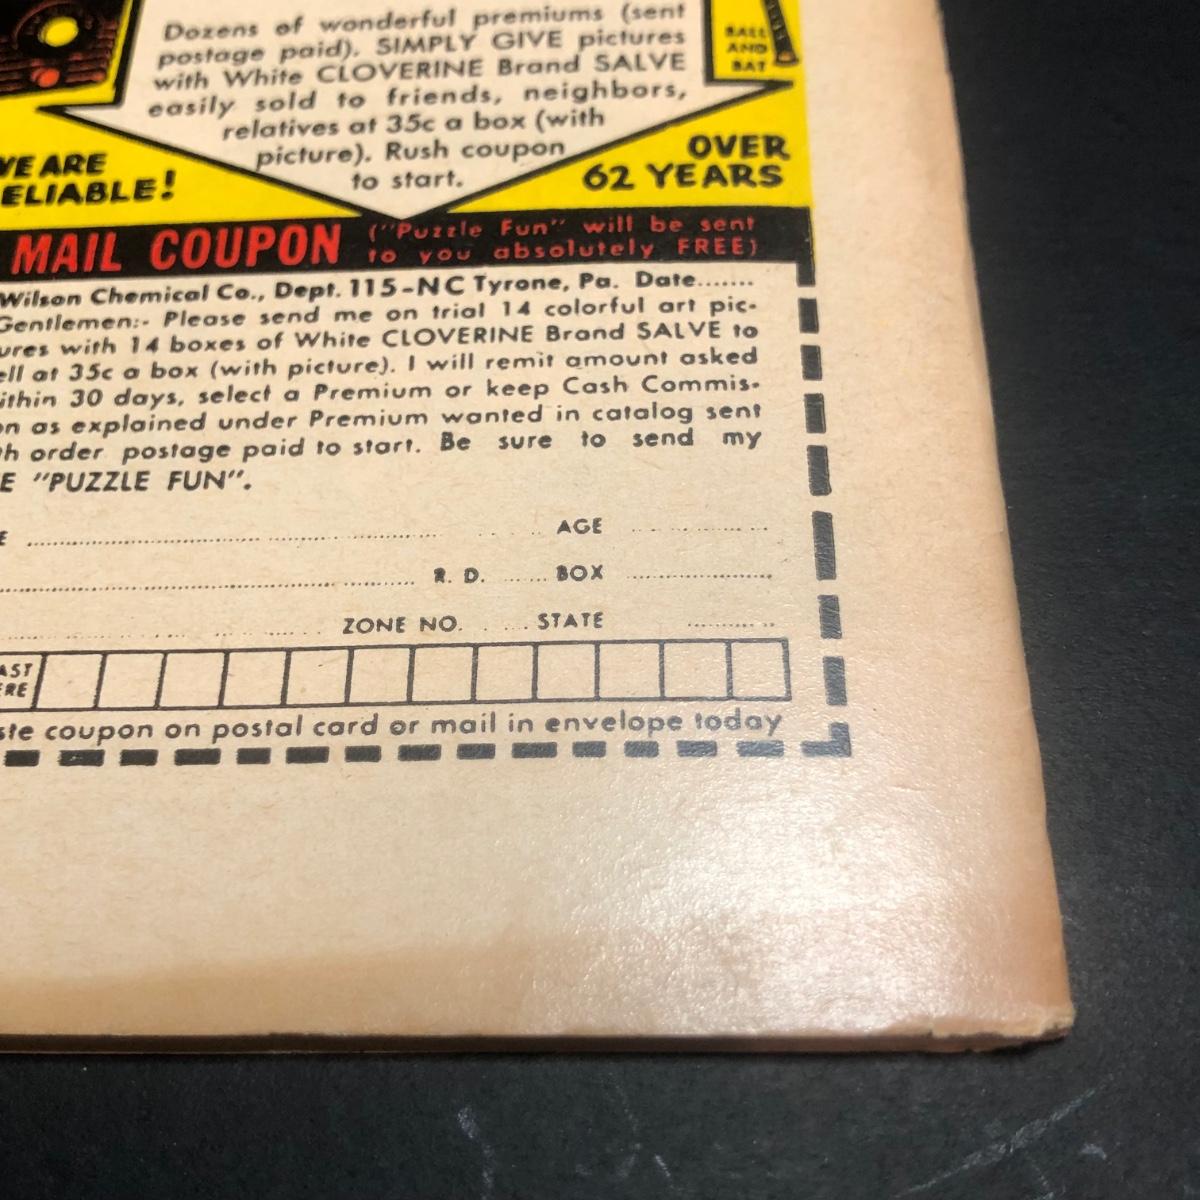 Dozens of wonderful premiums (sent
postage paid). SIMPLY GIVE pictures
with White CLOVERINE Brand SALVE
easily sold to friends, neighbors,
relatives at 35c a box (with
picture). Rush coupon
to start.
BALL
AND
BAT
VE ARE
ELIABLE!
OVER
62 YEARS
MAIL COUPON
("Puzzle Fun" will be sent
to you absolutely FREE)
Wilson Chemical Co., Dept. 115-NC Tyrone, Pa. Date.......
Gentlemen:- Please send me on trial 14 colorful art pic-
ures with 14 boxes of White CLOVERINE Brand SALVE to
ell at 35c a box (with picture). I will remit amount asked
ithin 30 days, select a Premium or keep Cash Commis-
on as explained under Premium wanted in catalog sent
th order postage paid to start. Be sure to send my
E "PUZZLE FUN".
E AGE
R. D. BOX
ZONE NO. STATE
AST
ERE
ste coupon on postal card or mail in envelope today